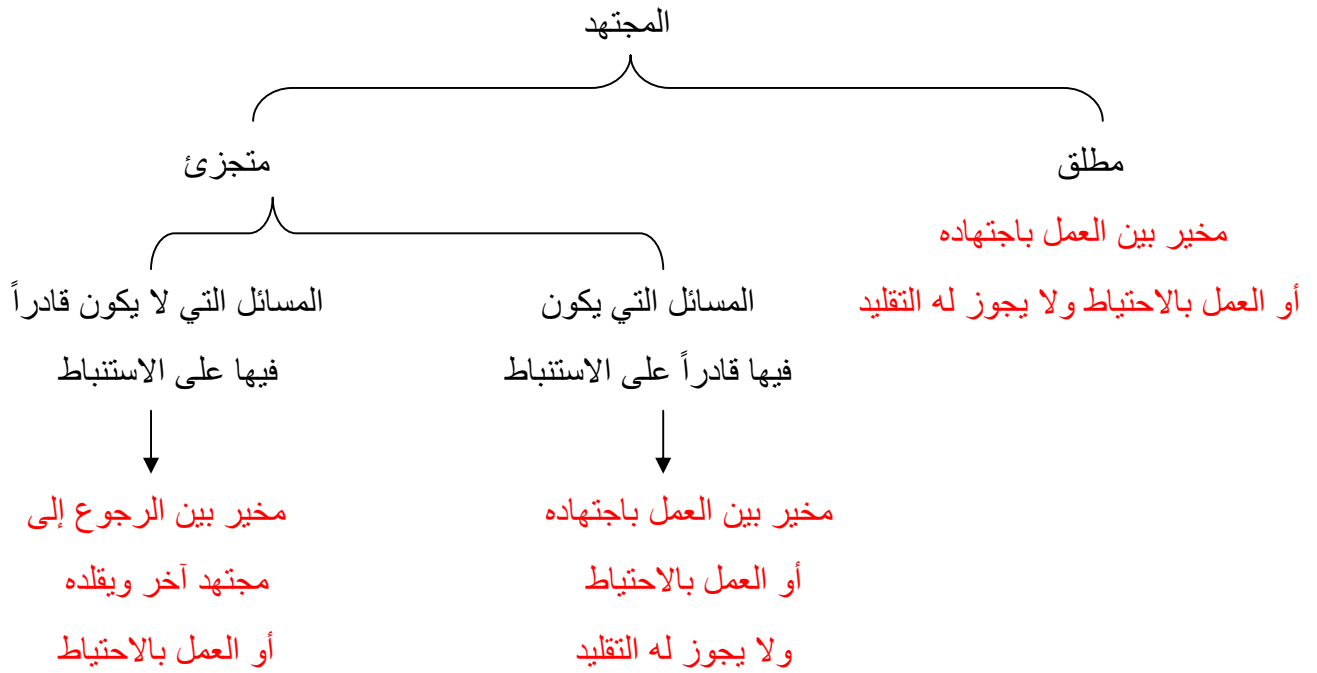 المجتهد
مطلق
متجزئ
مخير بين العمل باجتهاده
أو العمل بالاحتياط ولا يجوز له التقليد
المسائل التي يكون
فيها قادراً على الاستنباط
مخير بين العمل باجتهاده
أو العمل بالاحتياط
ولا يجوز له التقليد
المسائل التي لا يكون قادراً
فيها على الاستنباط
مخير بين الرجوع إلى
مجتهد آخر ويقلده
أو العمل بالاحتياط